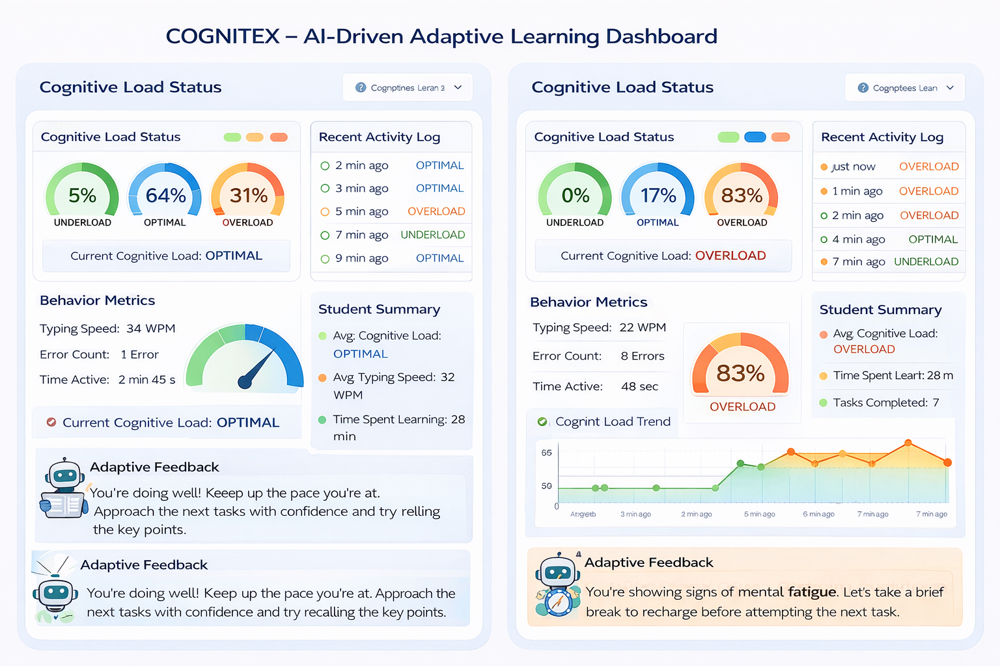 COGNITEX – AI-Driven Adaptive Learning Dashboard
Cognitive Load Status
Cognptines Leran 2
Cognitive Load Status
5%
UNDERLOAD
64%
OPTIMAL
31%
OVERLOAD
Current Cognitive Load: OPTIMAL
Recent Activity Log
2 min ago OPTIMAL
3 min ago OPTIMAL
5 min ago OVERLOAD
7 min ago UNDERLOAD
9 min ago OPTIMAL
Behavior Metrics
Typing Speed: 34 WPM
Error Count: 1 Error
Time Active: 2 min 45 s
Current Cognitive Load: OPTIMAL
Student Summary
Avg: Cognitive Load:
OPTIMAL
Avg Typing Speed: 32
WPM
Time Spent Learning: 28
min
Adaptive Feedback
You're doing well! Keeep up the pace you're at.
Approach the next tasks with confidence and try relling
the key points.
Adaptive Feedback
You're doing well! Keep up the pace you're at. Approach the
next tasks with confidence and try recalling the key points.
Cognitive Load Status
Cognptees Lean
Cognitive Load Status
0%
UNDERLOAD
17%
OPTIMAL
83%
OVERLOAD
Current Cognitive Load: OVERLOAD
Recent Activity Log
just now OVERLOAD
1 min ago OVERLOAD
2 min ago OVERLOAD
4 min ago OPTIMAL
7 min ago UNDERLOAD
Behavior Metrics
Typing Speed: 22 WPM
Error Count: 8 Errors
Time Active: 48 sec
83%
OVERLOAD
Student Summary
Avg. Cognitive Load:
OVERLOAD
Time Spent Leart: 28 m
Tasks Completed: 7
Cognint Load Trend
50
0
3 min ago
2 min ago
5 min ago
6 min ago
7 min ago
7 min ago
Adaptive Feedback
You're showing signs of mental fatigue. Let's take a brief
break to recharge before attempting the next task.